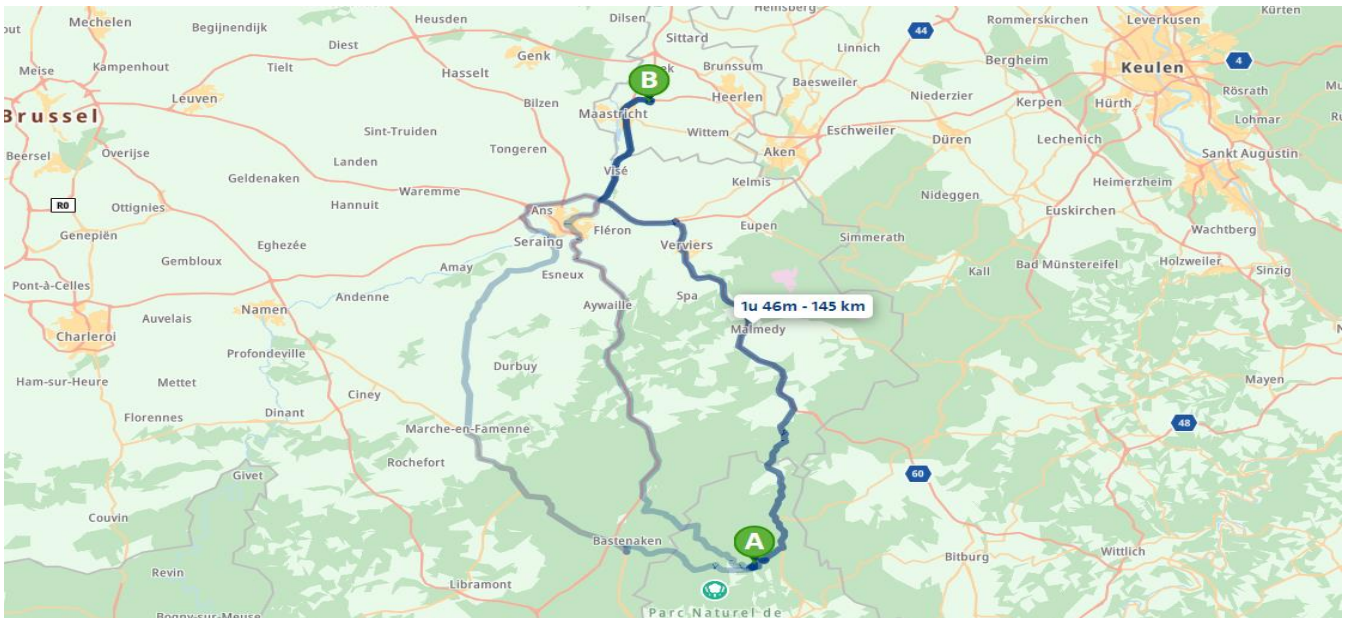 Mechelen
Heusden
Dilsen
Heinsberg
Rommerskirchen
Leverkusen
Kürten
out
Begijnendijk
Diest
Sittard
44
Linnich
Meise
Kampenhout
Tielt
Genk
Hasselt
B
ek
Brunssum
Baesweiler
Bergheim
Keulen
4
Leuven
Bilzen
Maastricht
Heerlen
Niederzier
Kerpen
Hürth
Rösrath
Brussel
Sint-Truiden
Wittem
Eschweiler
Düren
Lechenich
Lohmar
Beersel
Overijse
Landen
Tongeren
Aken
Sankt Augustin
Geldenaken
Waremme
Visé
Kelmis
Nideggen
Heimerzheim
R0
Ottignies
Hannuit
Ans
Euskirchen
Genepiën
Eghezée
Seraing
Fléron
Verviers
Eupen
Simmerath
Wachtberg
Gembloux
Amay
Esneux
Kall
Bad Münstereifel
Holzweiler
Sinzig
Pont-à-Celles
Andenne
Aywaille
Spa
1u 46m - 145 km
Namen
Auvelais
Charleroi
Malmedy
Profondeville
Durbuy
Ham-sur-Heure
Mettet
Ciney
Mayen
Florennes
Dinant
Marche-en-Famenne
48
Rochefort
Givet
60
Couvin
Bastenaken
A
Bitburg
Wittlich
Revin
Libramont
Bogny-sur-Meuse
Parc Naturel de